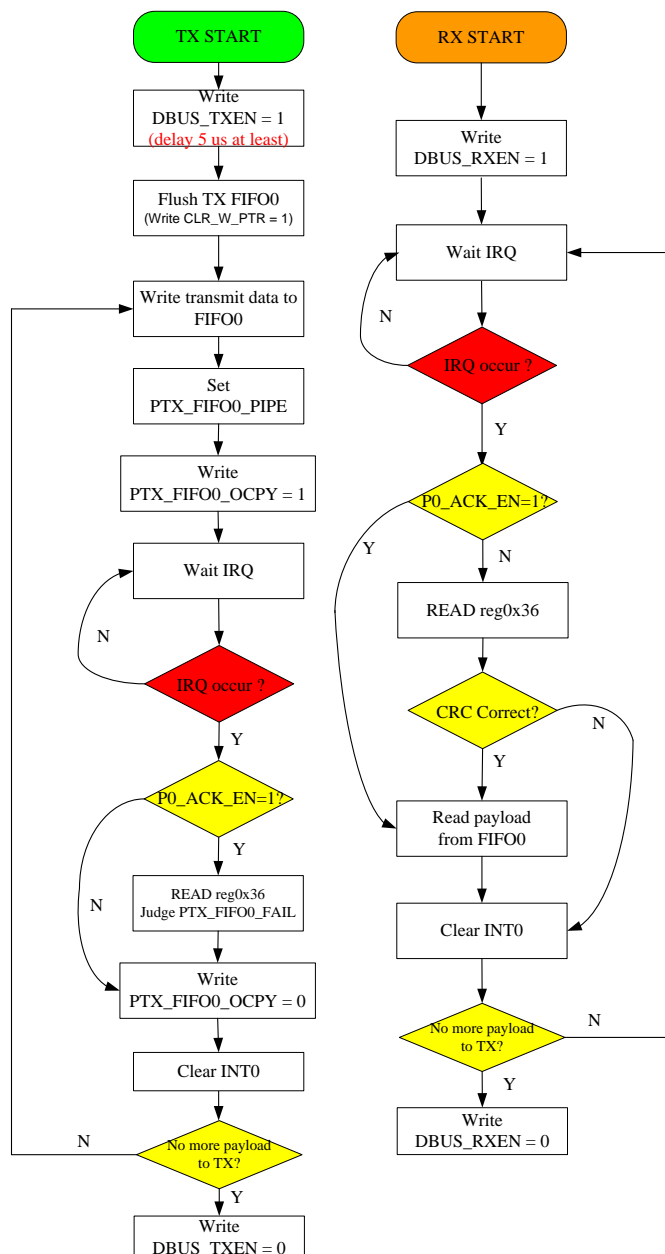 TX START
Write
DBUS_TXEN = 1
(delay 5 us at least)
Flush TX FIFO0
(Write CLR_W_PTR = 1)
Write transmit data to
FIFO0
Set
PTX_FIFO0_PIPE
Write
PTX_FIFO0_OCPY = 1
Wait IRQ
N
IRQ occur ?
Y
P0_ACK_EN=1?
Y
READ reg0x36
Judge PTX_FIFO0_FAIL
N
Write
PTX_FIFO0_OCPY = 0
Clear INT0
N
No more payload
to TX?
Y
Write
DBUS_TXEN = 0
RX START
Write
DBUS_RXEN = 1
Wait IRQ
N
IRQ occur ?
Y
P0_ACK_EN=1?
Y
N
READ reg0x36
CRC Correct?
N
Y
Read payload
from FIFO0
Clear INT0
No more payload
to TX?
N
Y
Write
DBUS_RXEN = 0